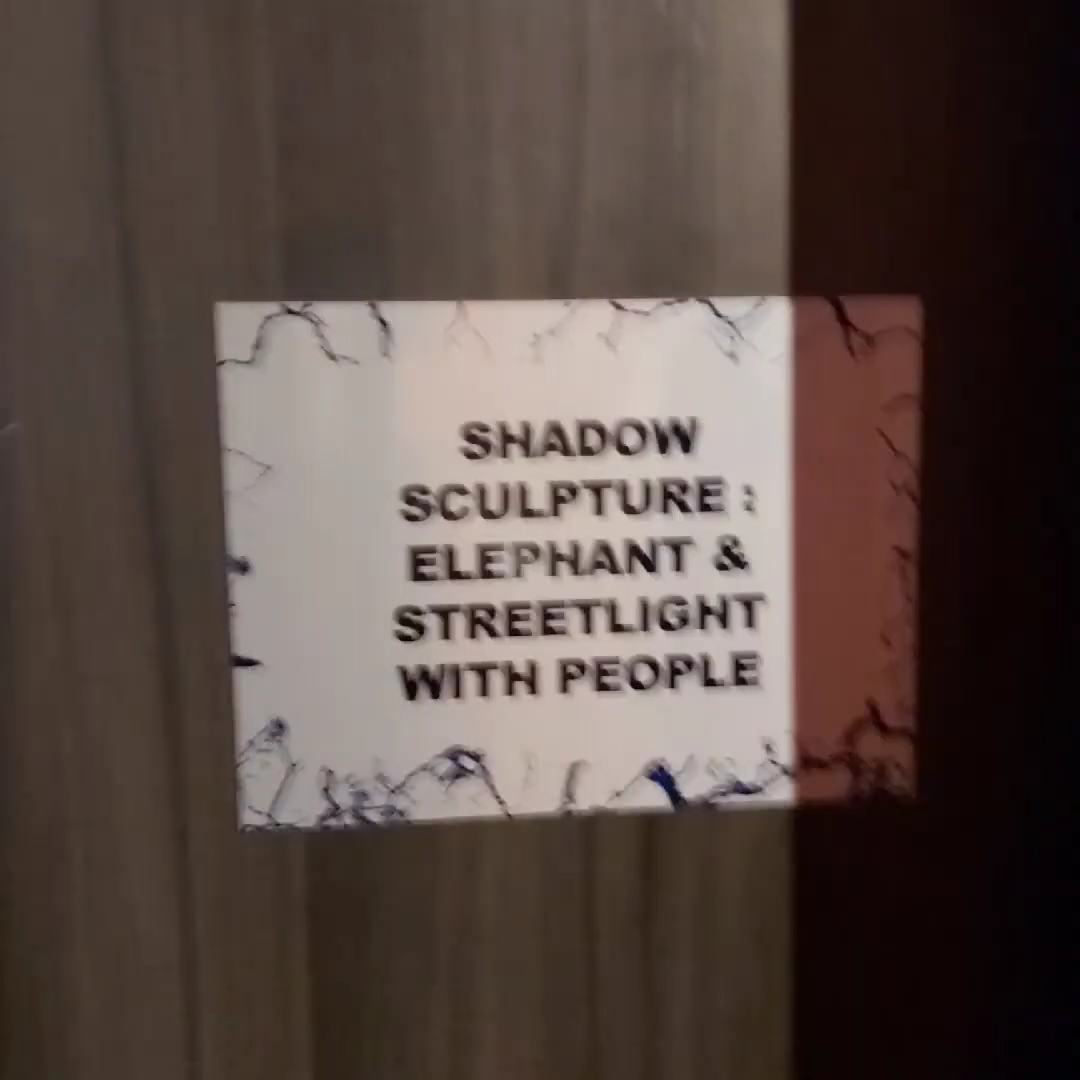 SHADOW
SCULPTURE :
ELEPHANT &
STREETLIGHT
WITH PEOPLE